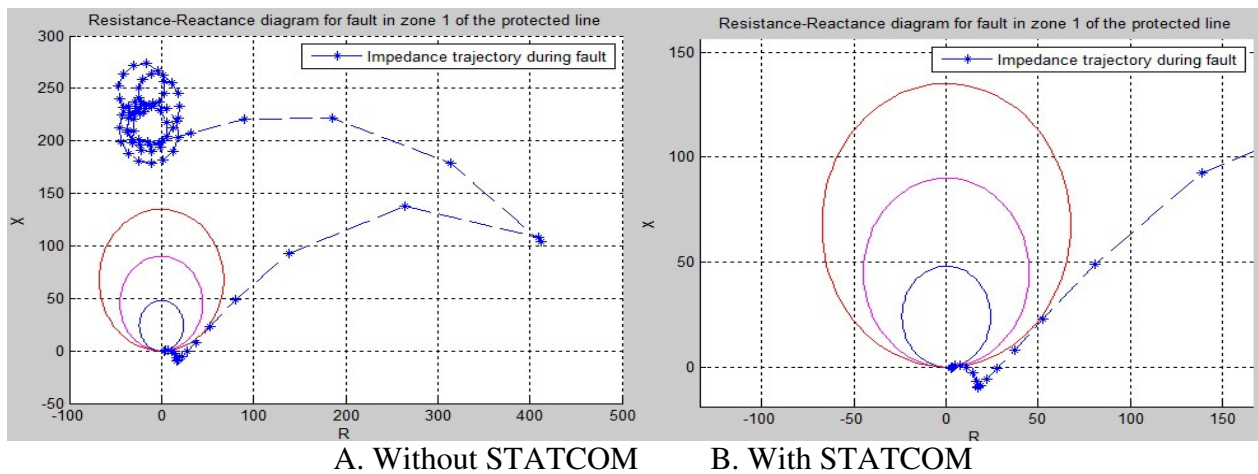 Resistance-Reactance diagram for fault in zone 1 of the protected line
300
250
200
150
100
50
0
-50
-100
0
100
200
300
400
500
X
R
Impedance trajectory during fault
Resistance-Reactance diagram for fault in zone 1 of the protected line
150
100
50
0
-100
-50
0
50
100
150
X
R
Impedance trajectory during fault
A. Without STATCOM
B. With STATCOM